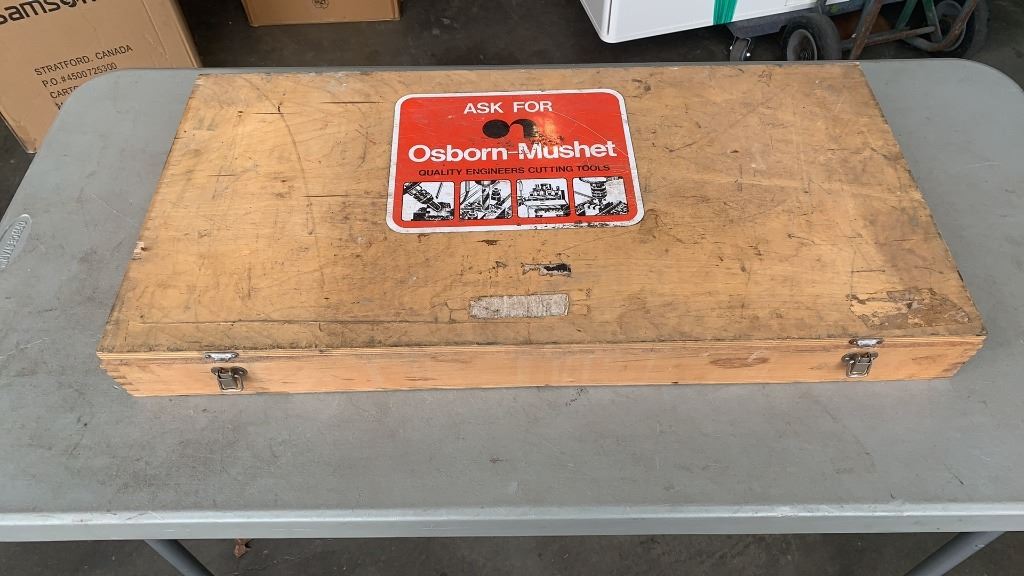 Samson
STRATFORD. CANADA
P.O.#4500725300
ASK FOR
Osborn-Mushet
QUALITY ENGINEERS CUTTING TOOLS